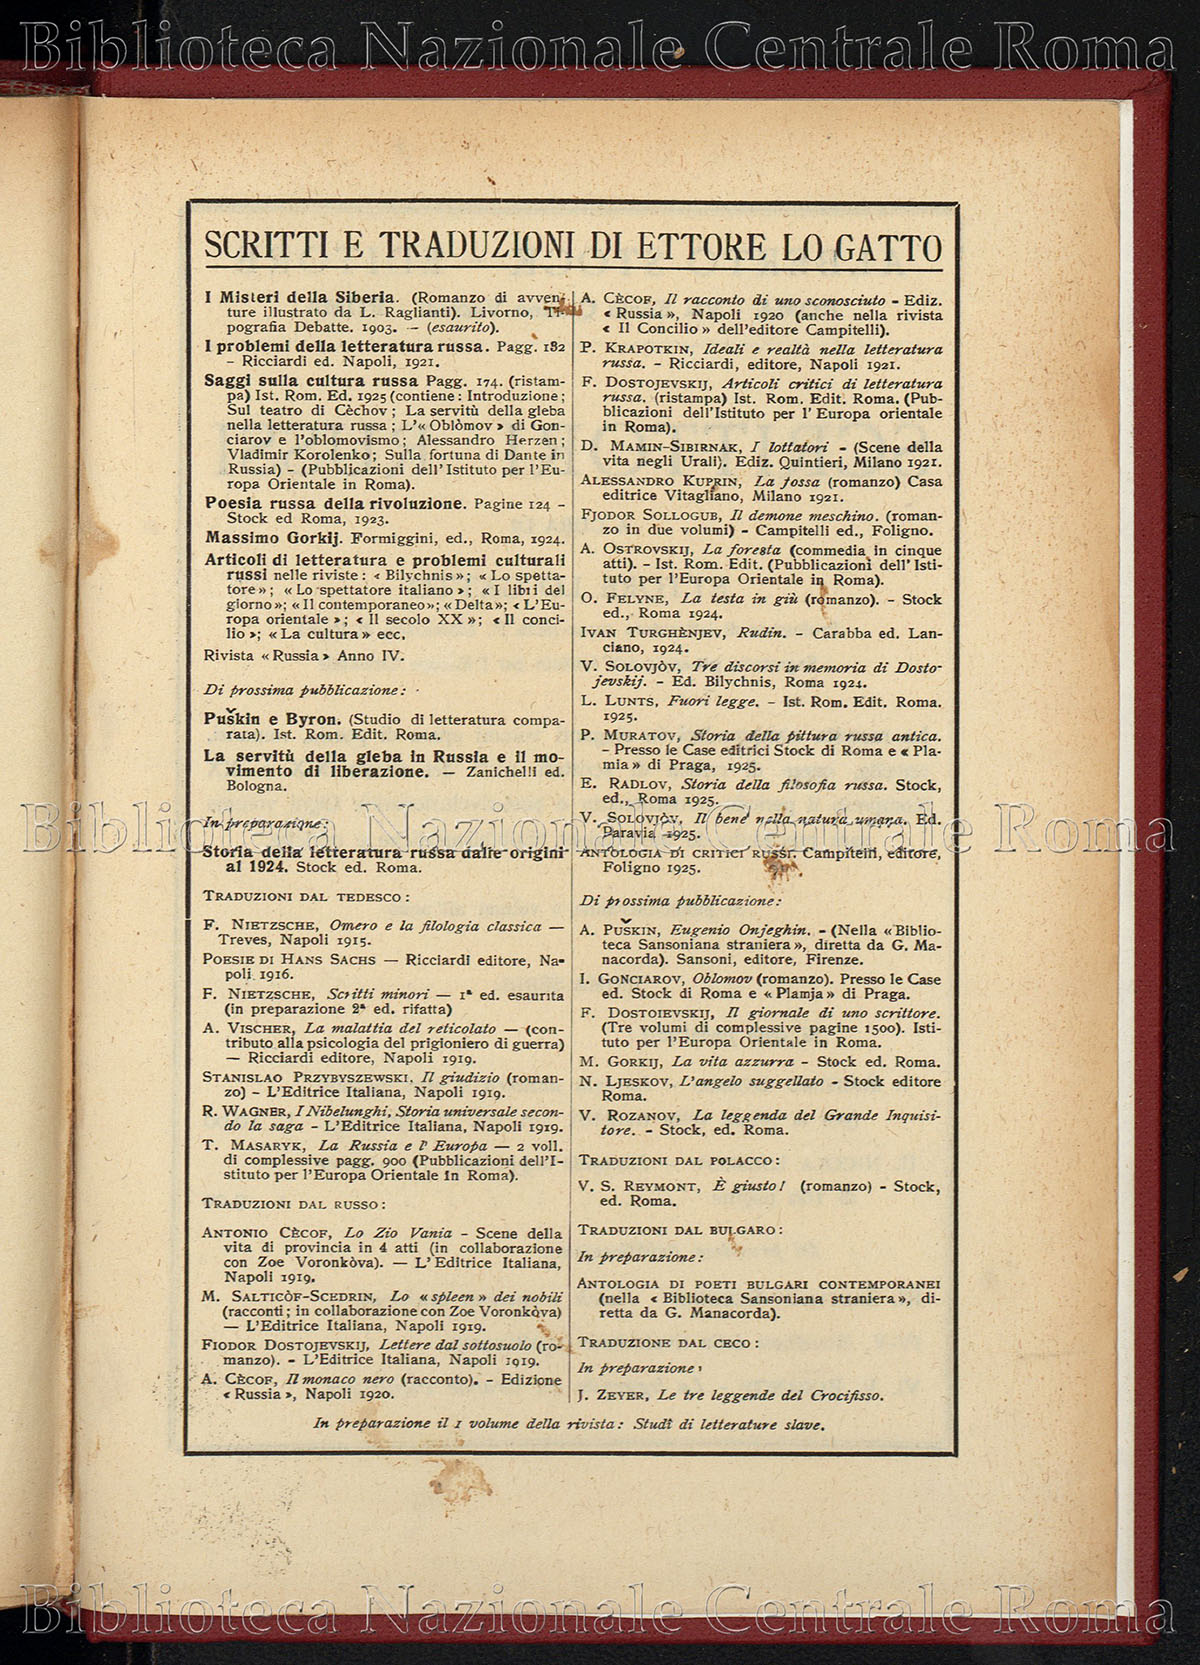 Biblioteca Nazionale Centrale Roma
SCRITTI E TRADUZIONI DI ETTORE LO GATTO
I Misteri della Siberia. (Romanzo di avven-
ture illustrato da L. Raglianti). Livorno, Ti-
pografia Debatte. 1903. — (esaurito).
I problemi della letteratura russa. Pagg. 182
– Ricciardi ed. Napoli, 1921.
Saggi sulla cultura russa Pagg. 174. (ristam-
pa) Ist. Rom. Ed. 1925 (contiene: Introduzione;
Sul teatro di Cèchov; La servitù della gleba
nella letteratura russa; L'« Oblòmov » di Gon-
ciarov e l'oblomovismo; Alessandro Herzen;
Vladimir Korolenko; Sulla fortuna di Dante in
Russia) – (Pubblicazioni dell'Istituto per l'Eu-
ropa Orientale in Roma).
Poesia russa della rivoluzione. Pagine 124 –
Stock ed Roma, 1923.
Massimo Gorkij. Formiggini, ed., Roma, 1924.
Articoli di letteratura e problemi culturali
russi nelle riviste: « Bilychnis »; « Lo spetta-
tore »; « Lo spettatore italiano »; « I libri del
giorno »; « Il contemporaneo »; « Delta »; « L'Eu-
ropa orientale »; « Il secolo XX »; « Il conci-
lio »; « La cultura » ecc.
Rivista « Russia » Anno IV.
Di prossima pubblicazione:
Puškin e Byron. (Studio di letteratura compa-
rata). Ist. Rom. Edit. Roma.
La servitù della gleba in Russia e il mo-
vimento di liberazione. — Zanichelli ed.
Bologna.
In preparazione:
Storia della letteratura russa dalle origini
al 1924. Stock ed. Roma.
TRADUZIONI DAL TEDESCO:
F. NIETZSCHE, Omero e la filologia classica —
Treves, Napoli 1915.
POESIE DI HANS SACHS — Ricciardi editore, Na-
poli 1916.
F. NIETZSCHE, Scritti minori — 1ª ed. esaurita
(in preparazione 2ª ed. rifatta)
A. VISCHER, La malattia del reticolato — (con-
tributo alla psicologia del prigioniero di guerra)
— Ricciardi editore, Napoli 1919.
STANISLAO PRZYBYSZEWSKI. Il giudizio (roman-
zo) – L'Editrice Italiana, Napoli 1919.
R. WAGNER, I Nibelunghi, Storia universale secon-
do la saga – L'Editrice Italiana, Napoli 1919.
T. MASARYK, La Russia e l'Europa — 2 voll.
di complessive pagg. 900 (Pubblicazioni dell'I-
stituto per l'Europa Orientale in Roma).
TRADUZIONI DAL RUSSO:
ANTONIO CÈCOF, Lo Zio Vania – Scene della
vita di provincia in 4 atti (in collaborazione
con Zoe Voronkòva). — L'Editrice Italiana,
Napoli 1919.
M. SALTICÒF-SCEDRIN, Lo « spleen » dei nobili
(racconti; in collaborazione con Zoe Voronkòva)
— L'Editrice Italiana, Napoli 1919.
FIODOR DOSTOJEVSKIJ, Lettere dal sottosuolo (ro-
manzo). – L'Editrice Italiana, Napoli 1919.
A. CÈCOF, Il monaco nero (racconto). – Edizione
« Russia », Napoli 1920.
A. CÈCOF, Il racconto di uno sconosciuto – Ediz.
« Russia », Napoli 1920 (anche nella rivista
« Il Concilio » dell'editore Campitelli).
P. KRAPOTKIN, Ideali e realtà nella letteratura
russa. – Ricciardi, editore, Napoli 1921.
F. DOSTOJEVSKIJ, Articoli critici di letteratura
russa. (ristampa) Ist. Rom. Edit. Roma. (Pub-
blicazioni dell'Istituto per l'Europa orientale
in Roma).
D. MAMIN-SIBIRNAK, I lottatori – (Scene della
vita negli Urali). Ediz. Quintieri, Milano 1921.
ALESSANDRO KUPRIN, La fossa (romanzo) Casa
editrice Vitagliano, Milano 1921.
FJODOR SOLLOGUB, Il demone meschino. (roman-
zo in due volumi) – Campitelli ed., Foligno.
A. OSTROVSKIJ, La foresta (commedia in cinque
atti). – Ist. Rom. Edit. (Pubblicazioni dell'Isti-
tuto per l'Europa Orientale in Roma).
O. FELYNE, La testa in giù (romanzo). – Stock
ed., Roma 1924.
IVAN TURGHÈNJEV, Rudin. – Carabba ed. Lan-
ciano, 1924.
V. SOLOVJÒV, Tre discorsi in memoria di Dosto-
jevskij. – Ed. Bilychnis, Roma 1924.
L. LUNTS, Fuori legge. – Ist. Rom. Edit. Roma.
1925.
P. MURATOV, Storia della pittura russa antica.
– Presso le Case editrici Stock di Roma e « Pla-
mia » di Praga, 1925.
E. RADLOV, Storia della filosofia russa. Stock,
ed., Roma 1925.
V. SOLOVJÒV, Il bene nella natura umana. Ed.
Paravia 1925.
ANTOLOGIA DI CRITICI RUSSI. Campitelli, editore,
Foligno 1925.
Di prossima pubblicazione:
A. PUŠKIN, Eugenio Onjeghin. – (Nella « Biblio-
teca Sansoniana straniera », diretta da G. Ma-
nacorda). Sansoni, editore, Firenze.
I. GONCIAROV, Oblomov (romanzo). Presso le Case
ed. Stock di Roma e « Plamja » di Praga.
F. DOSTOIEVSKIJ, Il giornale di uno scrittore.
(Tre volumi di complessive pagine 1500). Isti-
tuto per l'Europa Orientale in Roma.
M. GORKIJ, La vita azzurra – Stock ed. Roma.
N. LJESKOV, L'angelo suggellato – Stock editore
Roma.
V. ROZANOV, La leggenda del Grande Inquisi-
tore. – Stock, ed. Roma.
TRADUZIONI DAL POLACCO:
V. S. REYMONT, È giusto! (romanzo) – Stock,
ed. Roma.
TRADUZIONI DAL BULGARO:
In preparazione:
ANTOLOGIA DI POETI BULGARI CONTEMPORANEI
(nella « Biblioteca Sansoniana straniera », di-
retta da G. Manacorda).
TRADUZIONE DAL CECO:
In preparazione:
J. ZEYER, Le tre leggende del Crocifisso.
In preparazione il 1 volume della rivista: Studi di letterature slave.
Biblioteca Nazionale Centrale Roma
Biblioteca Nazionale Centrale Roma